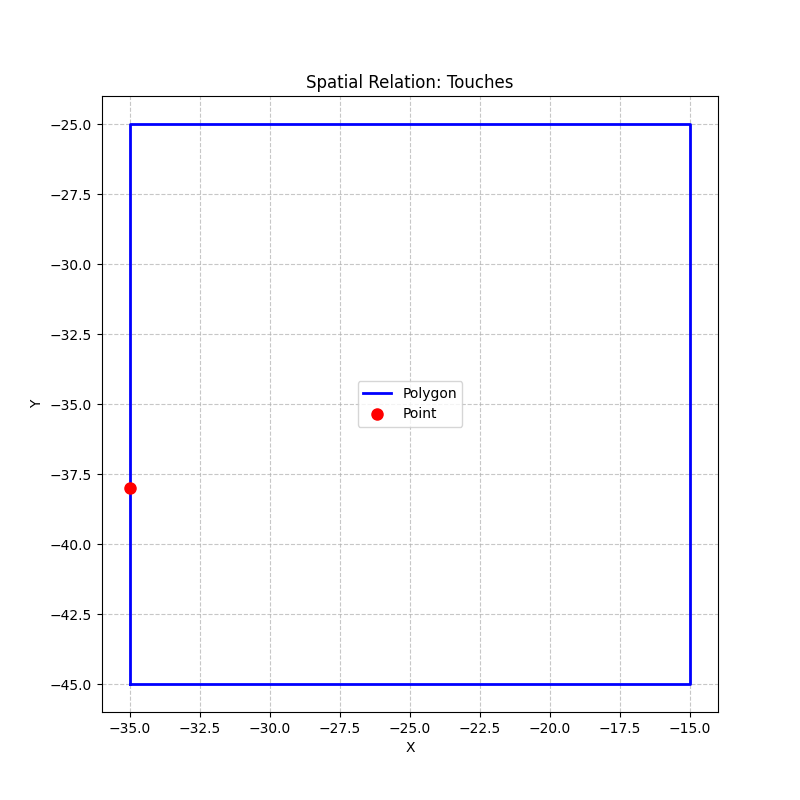 Spatial Relation: Touches
−25.0
−27.5
−30.0
−32.5
−35.0
−37.5
−40.0
−42.5
−45.0
Y
Polygon
Point
−35.0 −32.5 −30.0 −27.5 −25.0 −22.5 −20.0 −17.5 −15.0
X